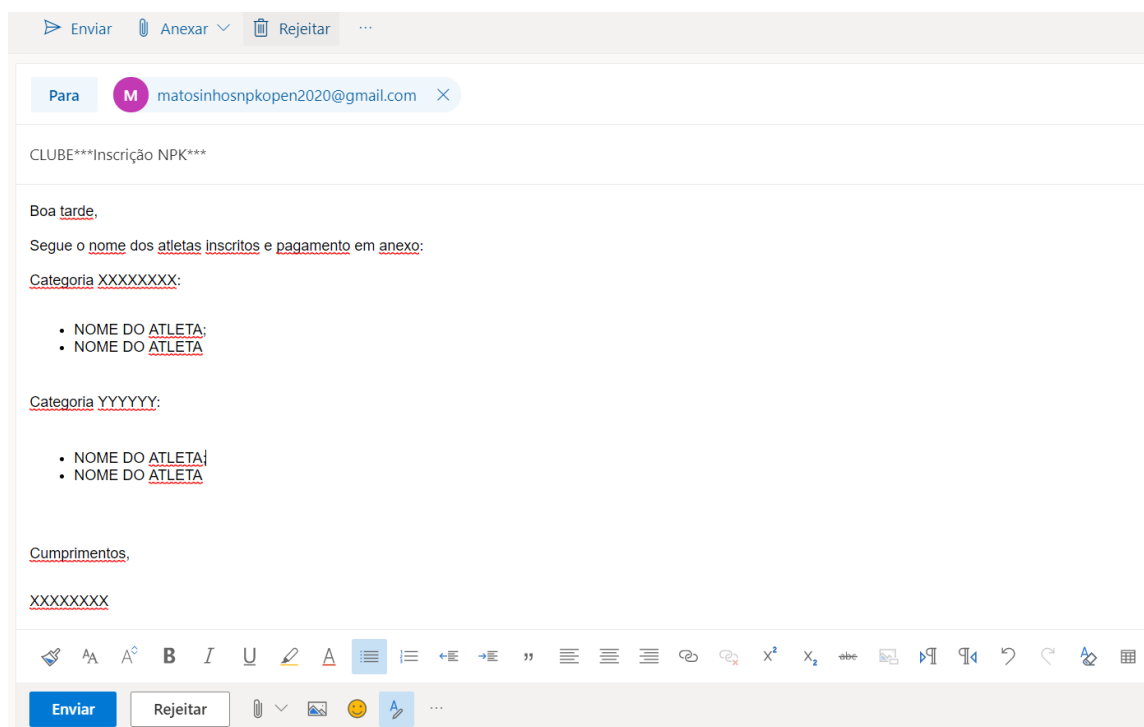 Enviar Anexar Rejeitar ...
Para M matosinhosnpkopen2020@gmail.com
CLUBE***Inscrição NPK***
Boa tarde,
Segue o nome dos atletas inscritos e pagamento em anexo:
Categoria XXXXXXXX:
• NOME DO ATLETA;
• NOME DO ATLETA
Categoria YYYYYY:
• NOME DO ATLETA;
• NOME DO ATLETA
Cumprimentos,
XXXXXXXX
Enviar Rejeitar ...